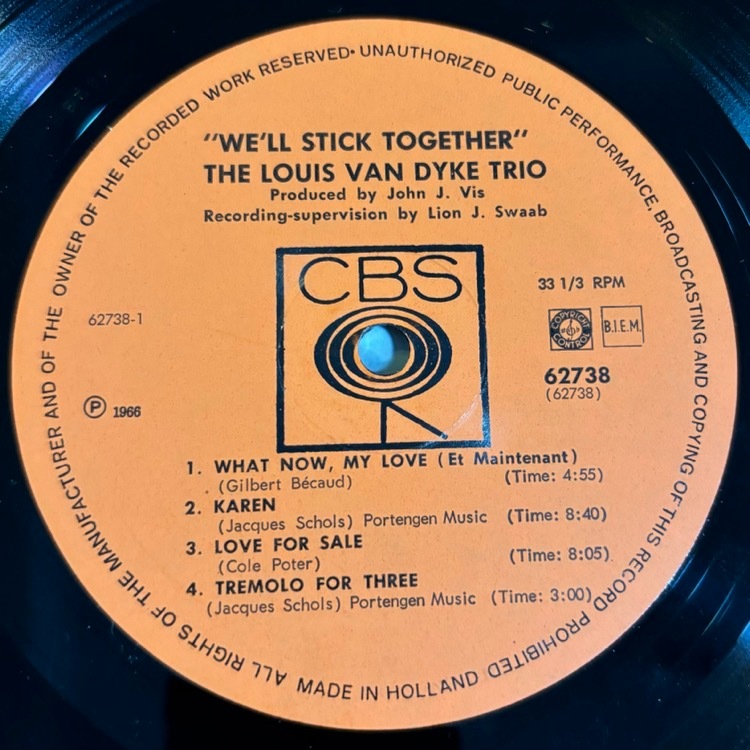 ALL RIGHTS OF THE MANUFACTURER AND OF THE OWNER OF THE RECORDED WORK RESERVED • UNAUTHORIZED PUBLIC PERFORMANCE, BROADCASTING AND COPYING OF THIS RECORD PROHIBITED
"WE'LL STICK TOGETHER"
THE LOUIS VAN DYKE TRIO
Produced by John J. Vis
Recording-supervision by Lion J. Swaab
CBS
33 1/3 RPM
62738-1
COPYRIGHT CONTROL
B.I.E.M.
62738
(62738)
Ⓟ 1966
1. WHAT NOW, MY LOVE (Et Maintenant)
(Gilbert Bécaud) (Time: 4:55)
2. KAREN
(Jacques Schols) Portengen Music (Time: 8:40)
3. LOVE FOR SALE
(Cole Poter) (Time: 8:05)
4. TREMOLO FOR THREE
(Jacques Schols) Portengen Music (Time: 3:00)
MADE IN HOLLAND